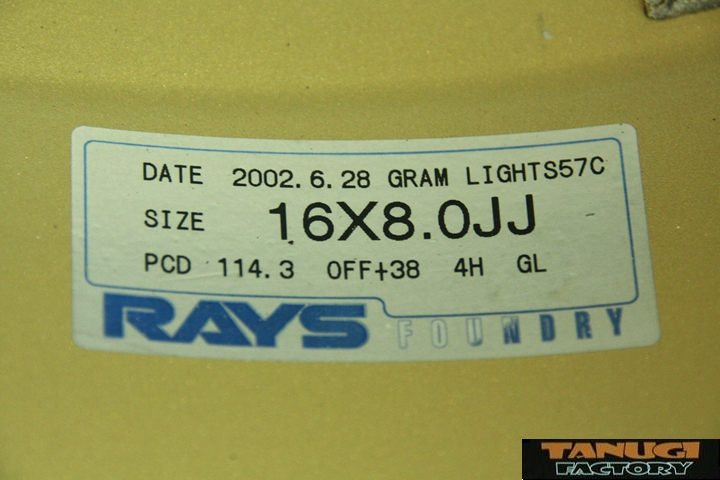 DATE 2002.6.28 GRAM LIGHTS57C
SIZE 16X8.0JJ
PCD 114.3 OFF+38 4H GL
RAYS FOUNDRY
TANUGI
FACTORY